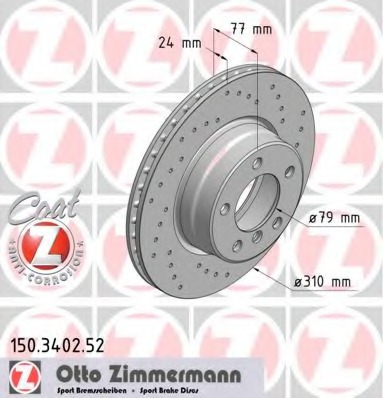 77 mm
24 mm
Coat
Z
ANTI-CORROSION
ø79 mm
ø310 mm
150.3402.52
Z
Otto Zimmermann
Sport Bremsscheiben • Sport Brake Discs